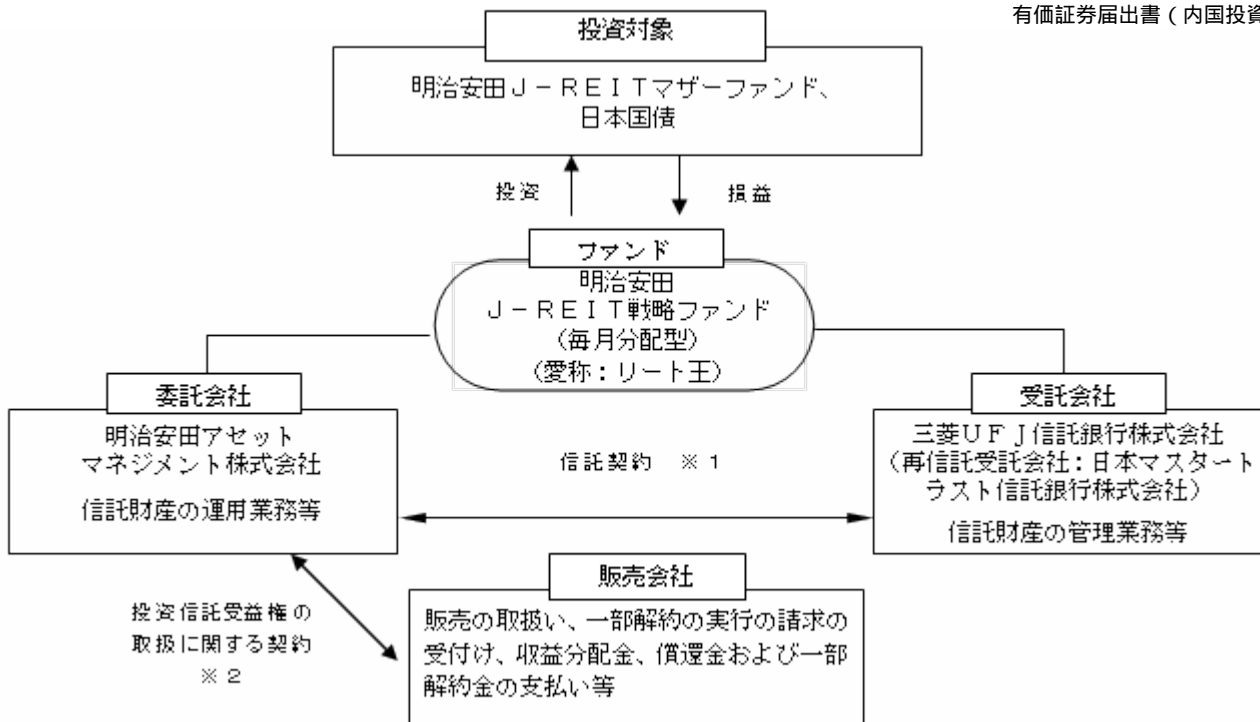 有価証券届出書(内国投資
投資対象
明治安田J-REITマザーファンド、
日本国債
投資
損益
ファンド
明治安田
J-REIT戦略ファンド
(毎月分配型)
(愛称:リート王)
委託会社
明治安田アセット
マネジメント株式会社
信託財産の運用業務等
信託契約 ※1
受託会社
三菱UFJ信託銀行株式会社
(再信託受託会社:日本マスタート
ラスト信託銀行株式会社)
信託財産の管理業務等
投資信託受益権の
取扱に関する契約
※2
販売会社
販売の取扱い、一部解約の実行の請求の
受付け、収益分配金、償還金および一部
解約金の支払い等